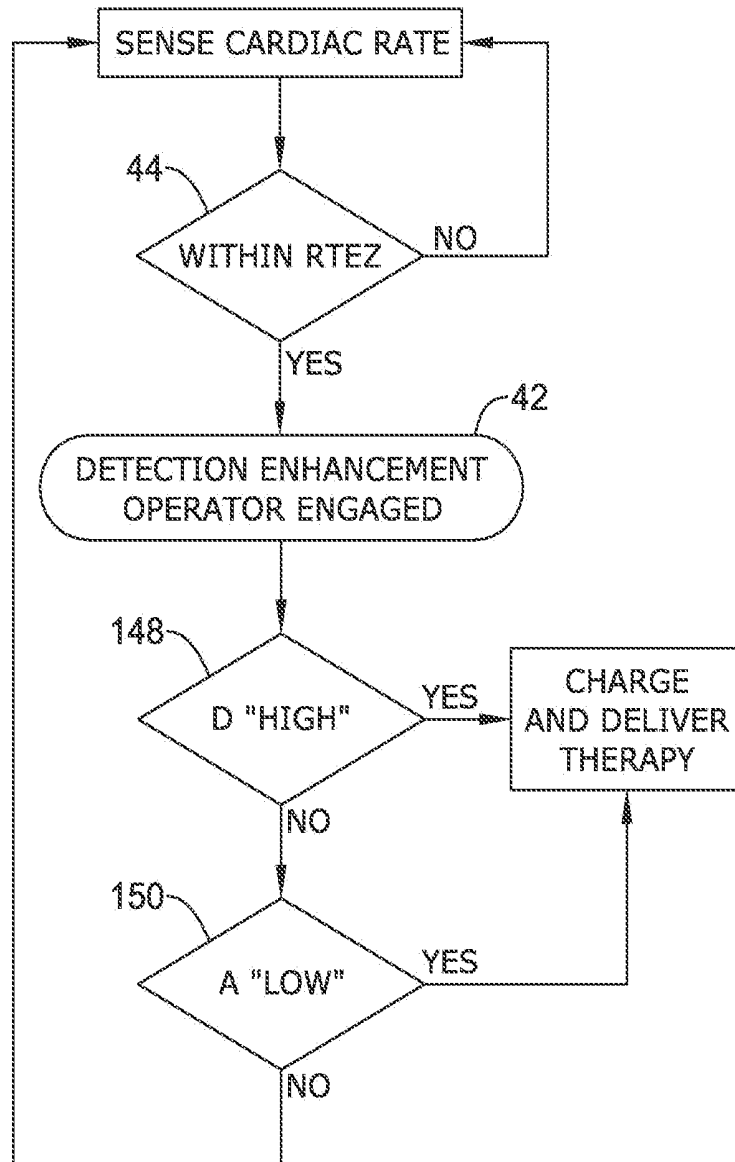 SENSE CARDIAC RATE
44
WITHIN RTEZ
NO
YES
42
DETECTION ENHANCEMENT
OPERATOR ENGAGED
148
D "HIGH"
YES
CHARGE
AND DELIVER
THERAPY
NO
150
A "LOW"
YES
NO